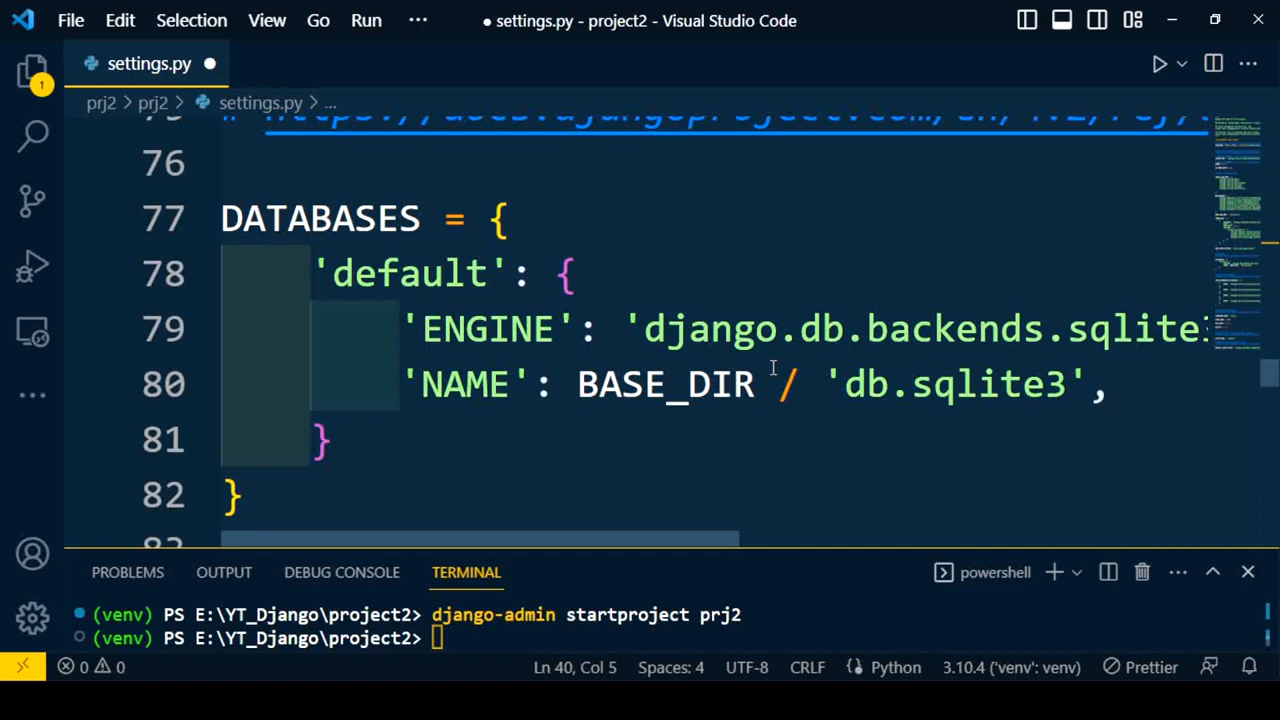 File Edit Selection View Go Run ··· ● settings.py - project2 - Visual Studio Code
settings.py ●
prj2 > prj2 > settings.py > ...
1
76
77 DATABASES = {
78 'default': {
79 'ENGINE': 'django.db.backends.sqlite
80 'NAME': BASE_DIR / 'db.sqlite3',
81 }
82 }
PROBLEMS OUTPUT DEBUG CONSOLE TERMINAL powershell
(venv) PS E:\YT_Django\project2> django-admin startproject prj2
(venv) PS E:\YT_Django\project2>
0 0 Ln 40, Col 5 Spaces: 4 UTF-8 CRLF Python 3.10.4 ('venv': venv) Prettier